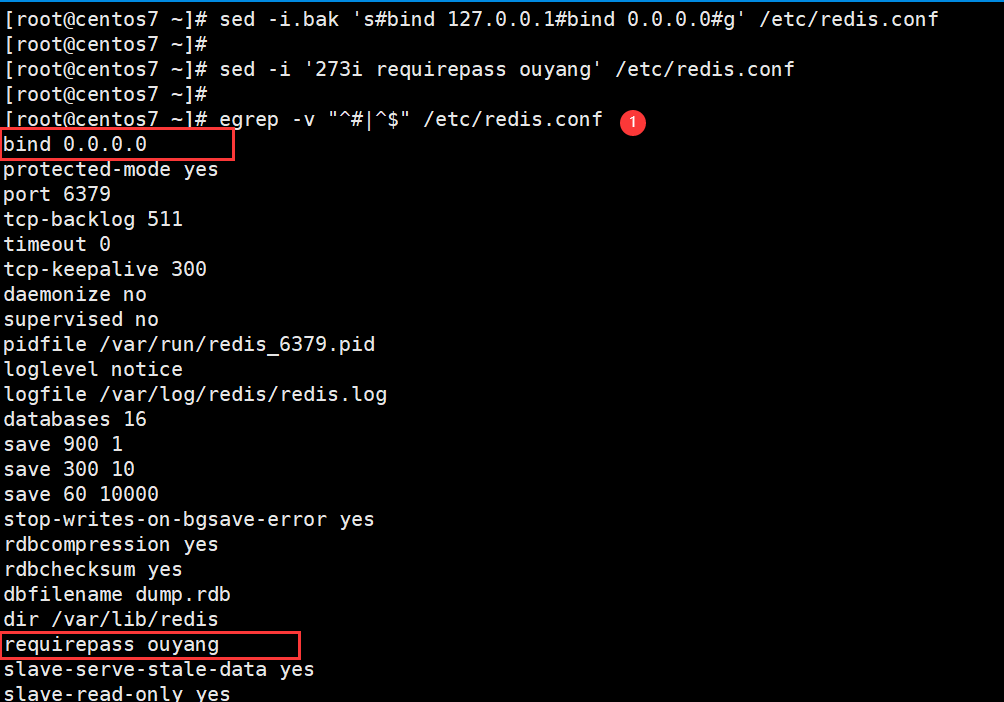 [root@centos7 ~]# sed -i.bak 's#bind 127.0.0.1#bind 0.0.0.0#g' /etc/redis.conf
[root@centos7 ~]#
[root@centos7 ~]# sed -i '273i requirepass ouyang' /etc/redis.conf
[root@centos7 ~]#
[root@centos7 ~]# egrep -v "^#|^$" /etc/redis.conf 1
bind 0.0.0.0
protected-mode yes
port 6379
tcp-backlog 511
timeout 0
tcp-keepalive 300
daemonize no
supervised no
pidfile /var/run/redis_6379.pid
loglevel notice
logfile /var/log/redis/redis.log
databases 16
save 900 1
save 300 10
save 60 10000
stop-writes-on-bgsave-error yes
rdbcompression yes
rdbchecksum yes
dbfilename dump.rdb
dir /var/lib/redis
requirepass ouyang
slave-serve-stale-data yes
slave-read-only yes